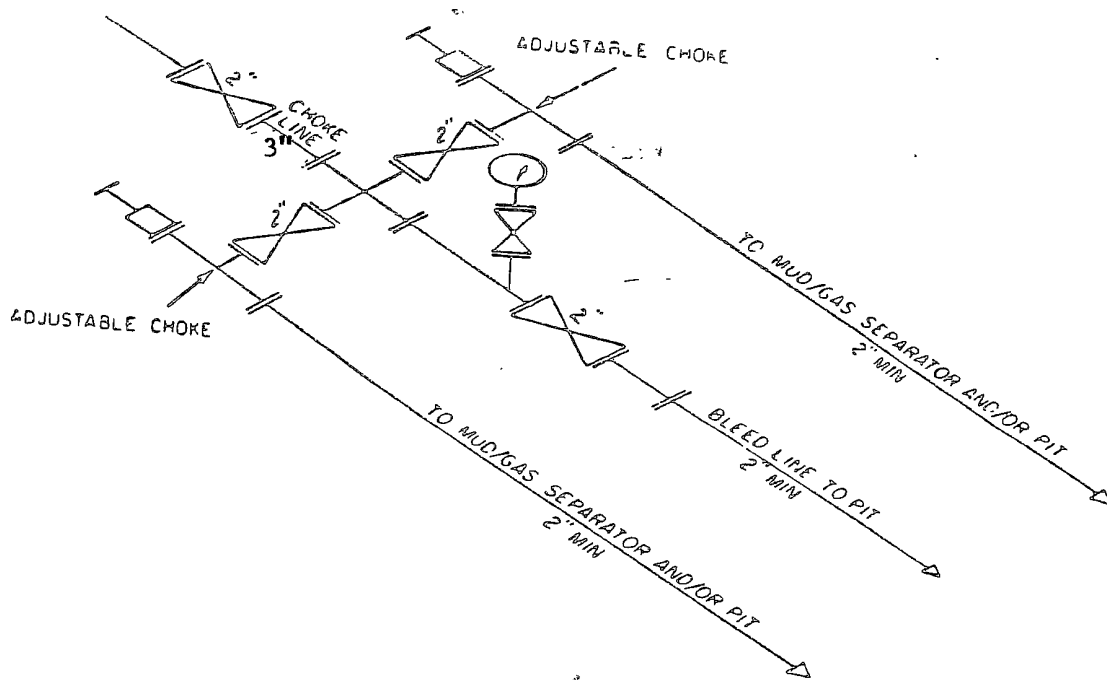 ADJUSTABLE CHOKE
2"
CHOKE
LINE
3"
2"
P
2"
ADJUSTABLE CHOKE
2"
TO MUD/GAS SEPARATOR AND/OR PIT
2" MIN
BLEED LINE TO PIT
2" MIN
TO MUD/GAS SEPARATOR AND/OR PIT
2" MIN